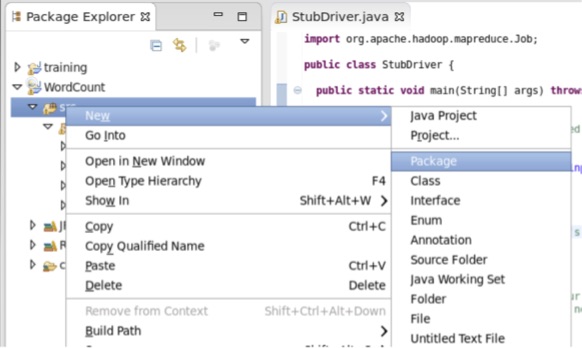 Package Explorer
StubDriver.java
import org.apache.hadoop.mapreduce.Job;
training
public class StubDriver {
WordCount
public static void main(String[] args) throws
New
Java Project
Go Into
Project...
Open in New Window
Package
Open Type Hierarchy F4
Class
Show In Shift+Alt+W
Interface
Enum
Copy Ctrl+C
Annotation
Copy Qualified Name
Source Folder
Paste Ctrl+V
Java Working Set
Delete Delete
Folder
Remove from Context Shift+Ctrl+Alt+Down
File
Build Path
Untitled Text File